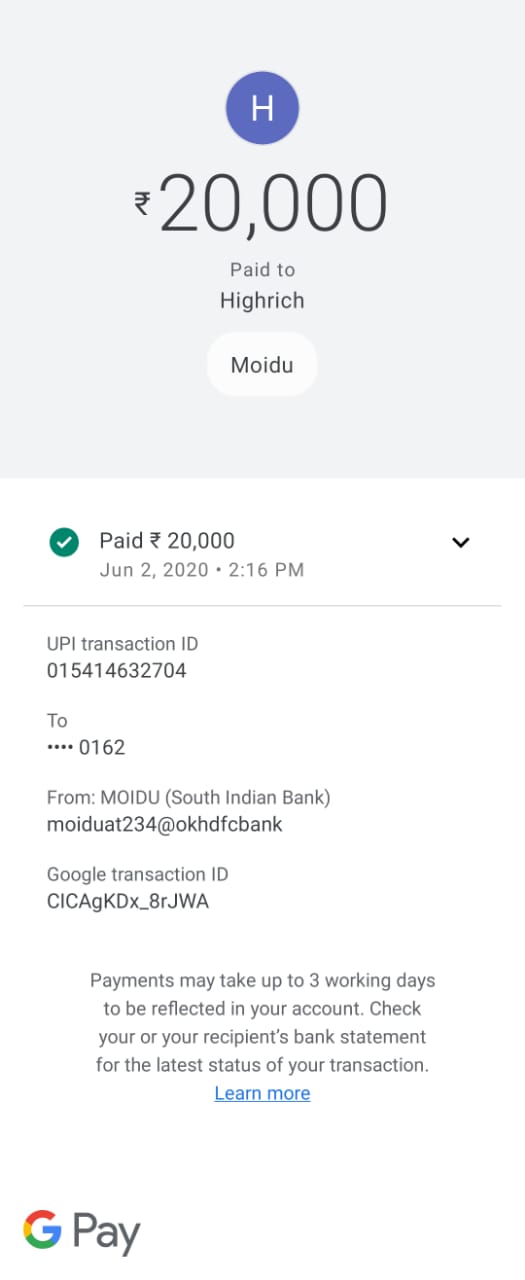 H
₹20,000
Paid to
Highrich
Moidu
Paid ₹ 20,000
Jun 2, 2020 • 2:16 PM
UPI transaction ID
015414632704
To
•••• 0162
From: MOIDU (South Indian Bank)
moiduat234@okhdfcbank
Google transaction ID
CICAgKDx_8rJWA
Payments may take up to 3 working days
to be reflected in your account. Check
your or your recipient's bank statement
for the latest status of your transaction.
Learn more
G Pay